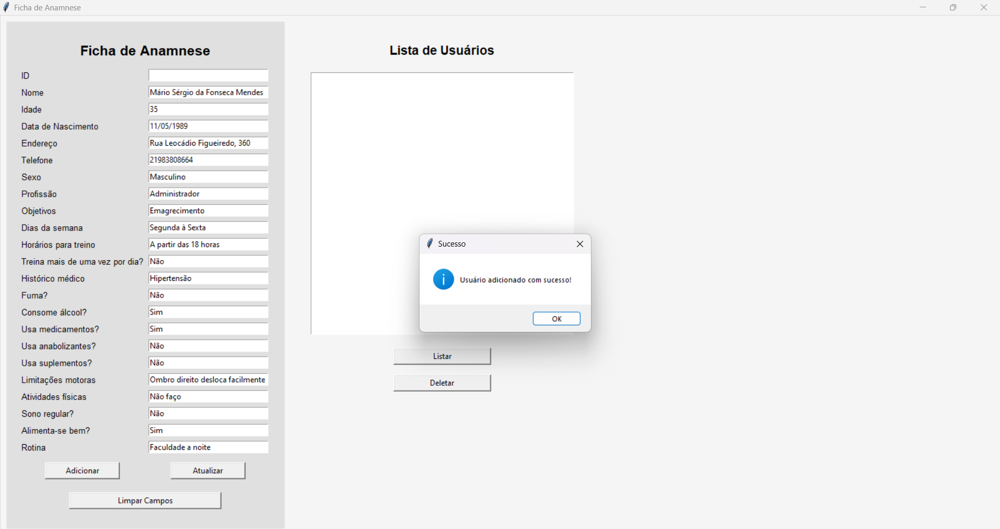 Ficha de Anamnese
Ficha de Anamnese
ID
Nome Mário Sérgio da Fonseca Mendes
Idade 35
Data de Nascimento 11/05/1989
Endereço Rua Leocádio Figueiredo, 360
Telefone 21983808664
Sexo Masculino
Profissão Administrador
Objetivos Emagrecimento
Dias da semana Segunda à Sexta
Horários para treino A partir das 18 horas
Treina mais de uma vez por dia? Não
Histórico médico Hipertensão
Fuma? Não
Consome álcool? Sim
Usa medicamentos? Sim
Usa anabolizantes? Não
Usa suplementos? Não
Limitações motoras Ombro direito desloca facilmente
Atividades físicas Não faço
Sono regular? Não
Alimenta-se bem? Sim
Rotina Faculdade a noite
Adicionar Atualizar
Limpar Campos
Lista de Usuários
Sucesso
Usuário adicionado com sucesso!
OK
Listar
Deletar